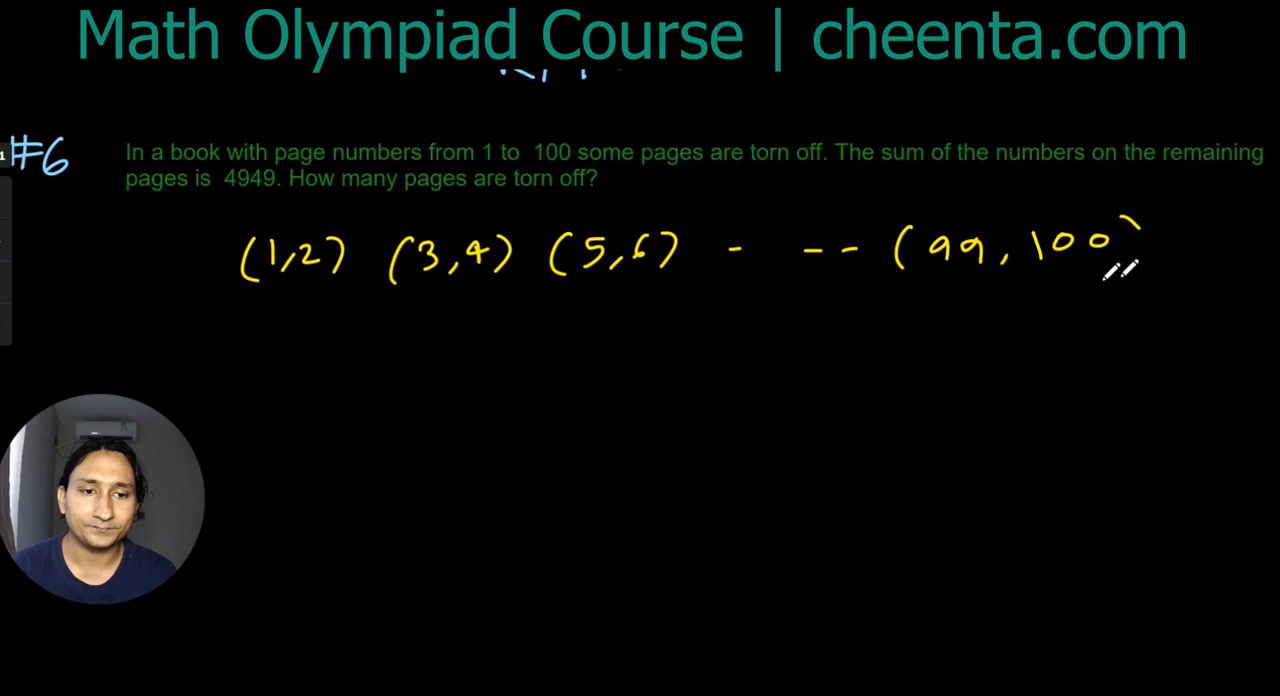 Math Olympiad Course | cheenta.com
1 #6
In a book with page numbers from 1 to 100 some pages are torn off. The sum of the numbers on the remaining
pages is 4949. How many pages are torn off?
(1,2) (3,4) (5,6) - -- (99, 100)